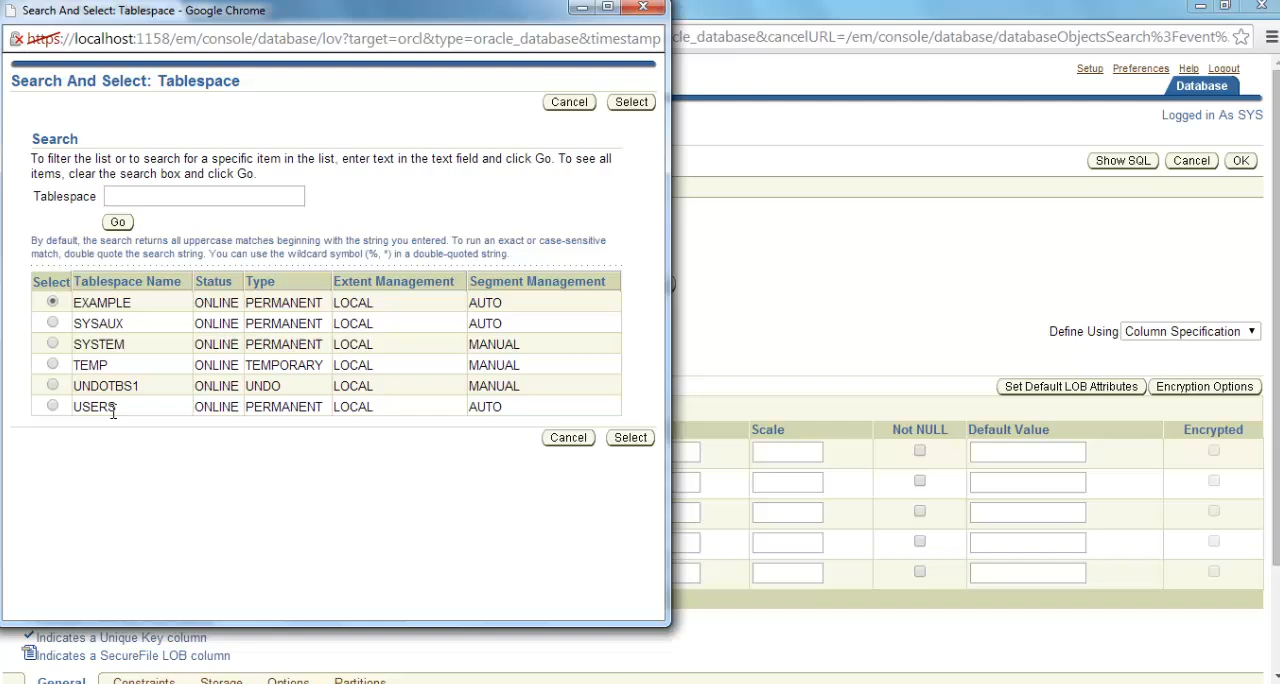 Search And Select: Tablespace - Google Chrome
https://localhost:1158/em/console/database/lov?target=orcl&type=oracle_database&timestamp
cle_database&cancelURL=/em/console/database/databaseObjectsSearch%3Fevent%.
Setup Preferences Help Logout
Database
Logged in As SYS
Show SQL Cancel OK
Search And Select: Tablespace
Cancel Select
Search
To filter the list or to search for a specific item in the list, enter text in the text field and click Go. To see all
items, clear the search box and click Go.
Tablespace
Go
By default, the search returns all uppercase matches beginning with the string you entered. To run an exact or case-sensitive
match, double quote the search string. You can use the wildcard symbol (%, *) in a double-quoted string.
Select Tablespace Name Status Type Extent Management Segment Management
EXAMPLE ONLINE PERMANENT LOCAL AUTO
SYSAUX ONLINE PERMANENT LOCAL AUTO
SYSTEM ONLINE PERMANENT LOCAL MANUAL
TEMP ONLINE TEMPORARY LOCAL MANUAL
UNDOTBS1 ONLINE UNDO LOCAL MANUAL
USERS ONLINE PERMANENT LOCAL AUTO
Cancel Select
Define Using Column Specification
Set Default LOB Attributes Encryption Options
Scale Not NULL Default Value Encrypted
Indicates a Unique Key column
Indicates a SecureFile LOB column
General Constraints Storage Options Partitions